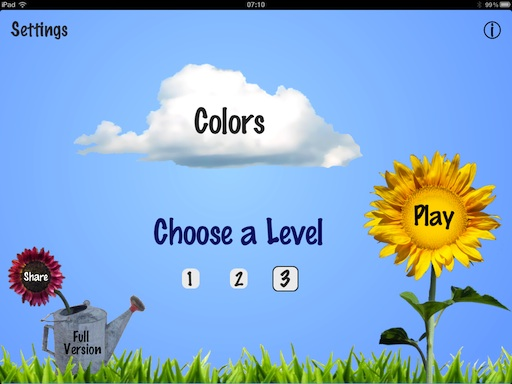 iPad
07:10
99%
Settings
i
Colors
Choose a Level
1 2 3
Play
Share
Full
Version